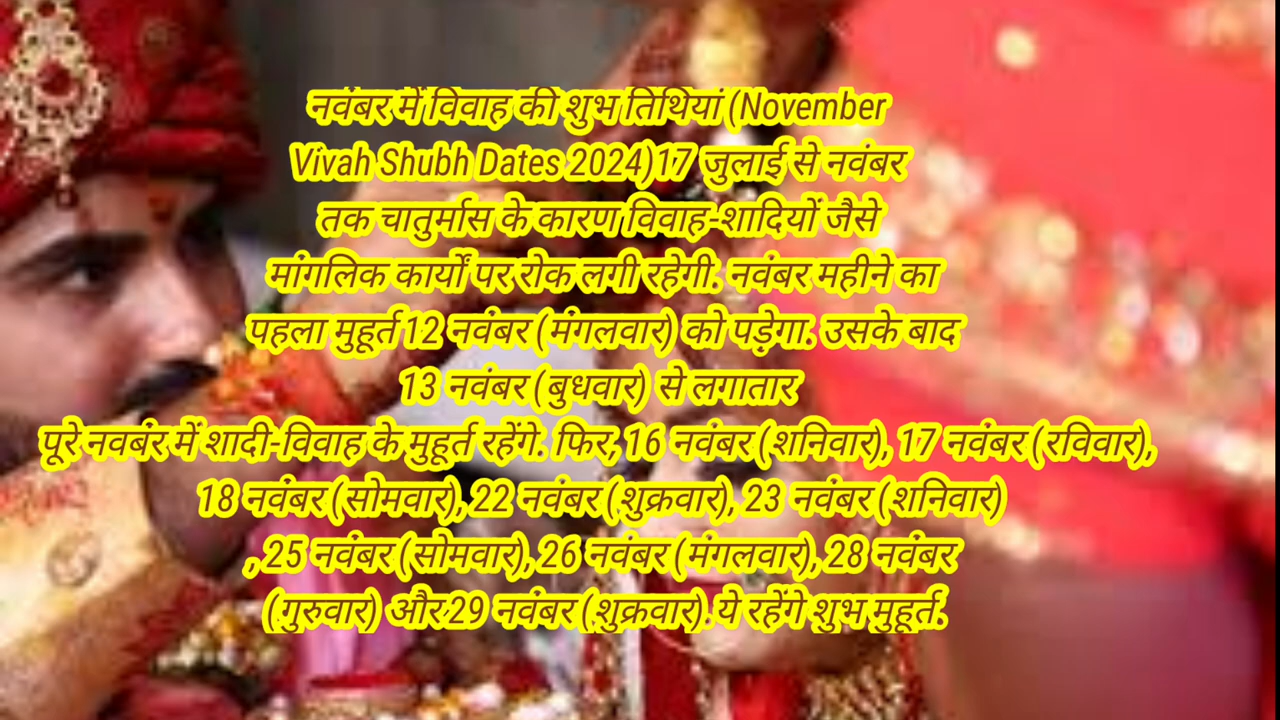 नवंबर में विवाह की शुभ तिथियां (November
Vivah Shubh Dates 2024)17 जुलाई से नवंबर
तक चातुर्मास के कारण विवाह-शादियों जैसे
मांगलिक कार्यों पर रोक लगी रहेगी. नवंबर महीने का
पहला मुहूर्त 12 नवंबर (मंगलवार) को पड़ेगा. उसके बाद
13 नवंबर (बुधवार) से लगातार
पूरे नवबंर में शादी-विवाह के मुहूर्त रहेंगे. फिर, 16 नवंबर (शनिवार), 17 नवंबर (रविवार),
18 नवंबर (सोमवार), 22 नवंबर (शुक्रवार), 23 नवंबर (शनिवार)
, 25 नवंबर (सोमवार), 26 नवंबर (मंगलवार), 28 नवंबर
(गुरुवार) और 29 नवंबर (शुक्रवार). ये रहेंगे शुभ मुहूर्त.